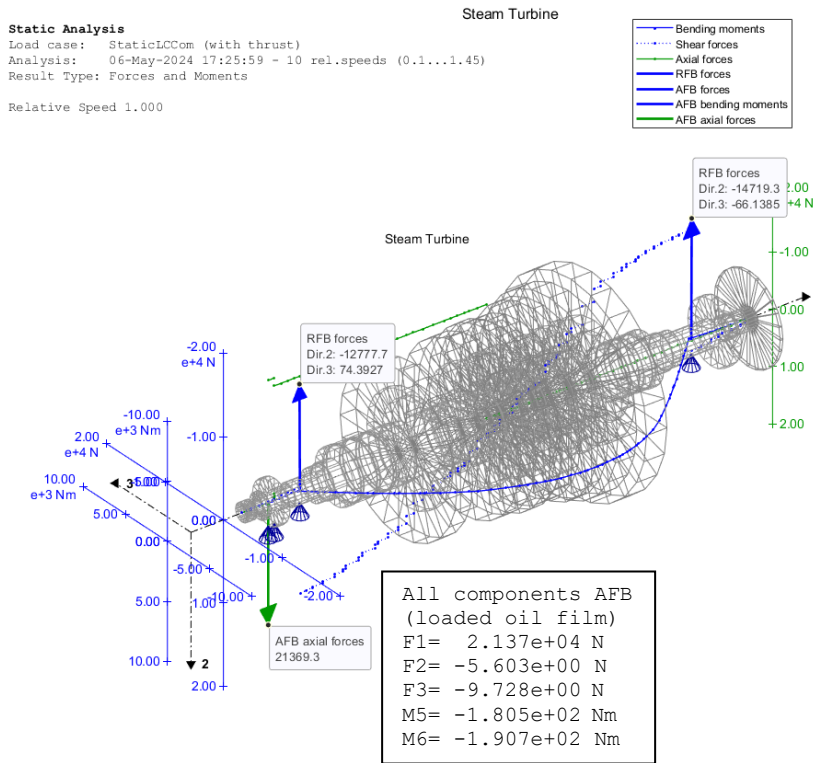 Steam Turbine
Static Analysis
Load case: StaticLCCom (with thrust)
Analysis: 06-May-2024 17:25:59 - 10 rel.speeds (0.1...1.45)
Result Type: Forces and Moments
Relative Speed 1.000
Bending moments
Shear forces
Axial forces
RFB forces
AFB forces
AFB bending moments
AFB axial forces
RFB forces
Dir.2: -14719.3
Dir.3: -66.1385
2.00
+4 N
-1.00
0.00
1.00
2.00
Steam Turbine
RFB forces
Dir.2: -12777.7
Dir.3: 74.3927
-2.00
e+4 N
-1.00
0.00
1.00
2.00
-10.00
e+3 Nm
0.00
5.00
10.00
2.00
e+4 N
-1.00
-2.00
10.00
e+3 Nm
5.00
-5.00
-10.00
3
2
AFB axial forces
21369.3
All components AFB
(loaded oil film)
F1= 2.137e+04 N
F2= -5.603e+00 N
F3= -9.728e+00 N
M5= -1.805e+02 Nm
M6= -1.907e+02 Nm